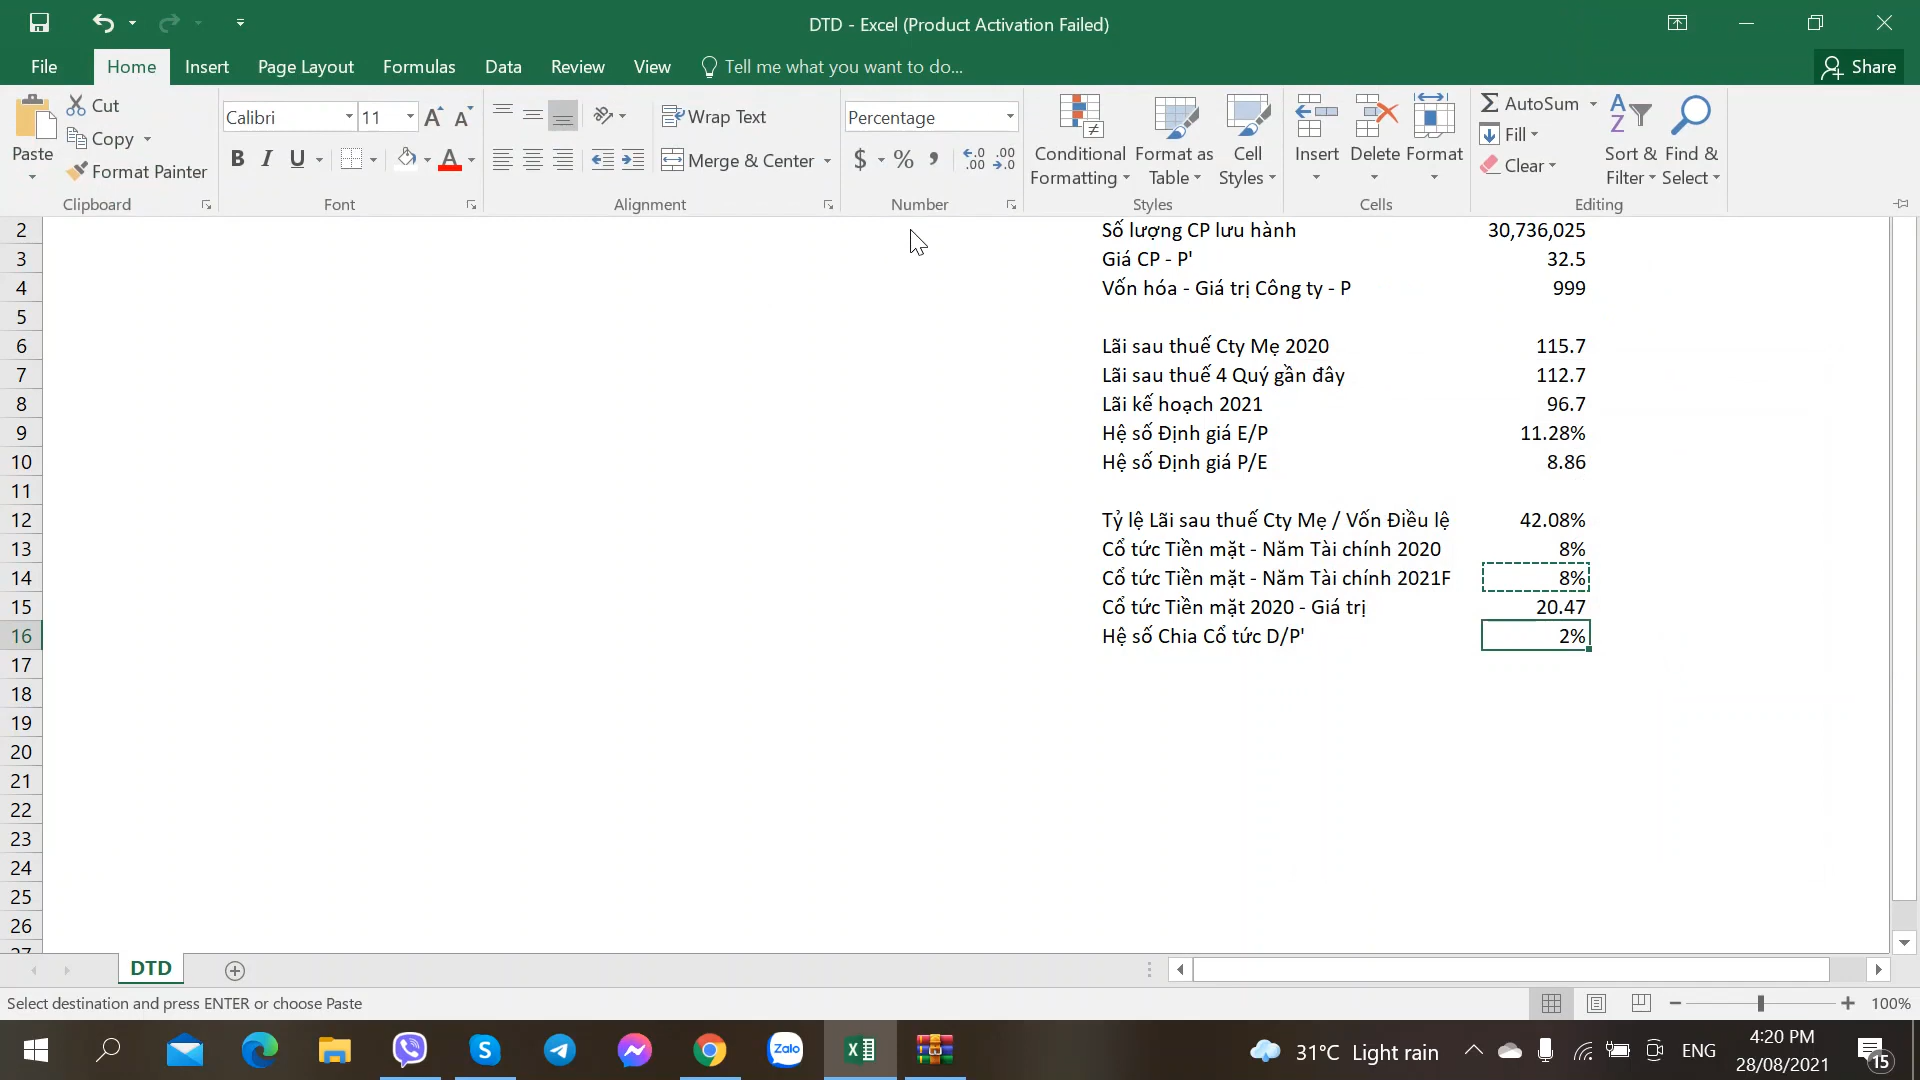 DTD - Excel (Product Activation Failed)
File Home Insert Page Layout Formulas Data Review View Tell me what you want to do... Share
Paste
Cut
Copy
Format Painter
Clipboard
Calibri 11
B I U A
Font
Wrap Text
Merge & Center
Alignment
Percentage
$ % ,
Number
Conditional Formatting
Format as Table
Cell Styles
Styles
Insert Delete Format
Cells
AutoSum
Fill
Clear
Sort & Filter
Find & Select
Editing
2 Số lượng CP lưu hành 30,736,025
3 Giá CP - P' 32.5
4 Vốn hóa - Giá trị Công ty - P 999
5
6 Lãi sau thuế Cty Mẹ 2020 115.7
7 Lãi sau thuế 4 Quý gần đây 112.7
8 Lãi kế hoạch 2021 96.7
9 Hệ số Định giá E/P 11.28%
10 Hệ số Định giá P/E 8.86
11
12 Tỷ lệ Lãi sau thuế Cty Mẹ / Vốn Điều lệ 42.08%
13 Cổ tức Tiền mặt - Năm Tài chính 2020 8%
14 Cổ tức Tiền mặt - Năm Tài chính 2021F 8%
15 Cổ tức Tiền mặt 2020 - Giá trị 20.47
16 Hệ số Chia Cổ tức D/P' 2%
17
18
19
20
21
22
23
24
25
26
27
DTD
Select destination and press ENTER or choose Paste
100%
Zalo
31°C Light rain
ENG
4:20 PM
28/08/2021
15